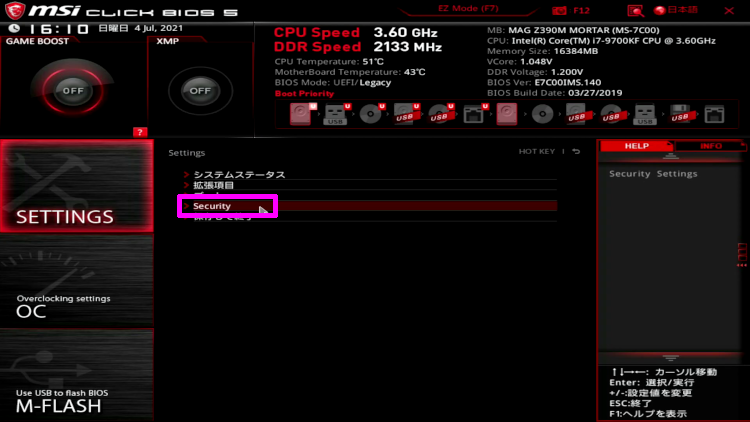 msi CLICK BIOS 5
EZ Mode (F7)
F12
日本語
16:10 日曜日 4 Jul, 2021
GAME BOOST
XMP
OFF
OFF
CPU Speed 3.60 GHz
DDR Speed 2133 MHz
CPU Temperature: 51°C
MotherBoard Temperature: 43°C
BIOS Mode: UEFI/Legacy
Boot Priority
MB: MAG Z390M MORTAR (MS-7C00)
CPU: Intel(R) Core(TM) i7-9700KF CPU @ 3.60GHz
Memory Size: 16384MB
VCore: 1.048V
DDR Voltage: 1.200V
BIOS Ver: E7C00IMS.140
BIOS Build Date: 03/27/2019
U
U
U
U
U
USB
USB
USB
USB
USB
USB
USB
?
SETTINGS
Overclocking settings
OC
Use USB to flash BIOS
M-FLASH
Settings
HOT KEY
システムステータス
拡張項目
Security
HELP
INFO
Security Settings
↑↓→←: カーソル移動
Enter: 選択/実行
+/-:設定値を変更
ESC:終了
F1:ヘルプを表示